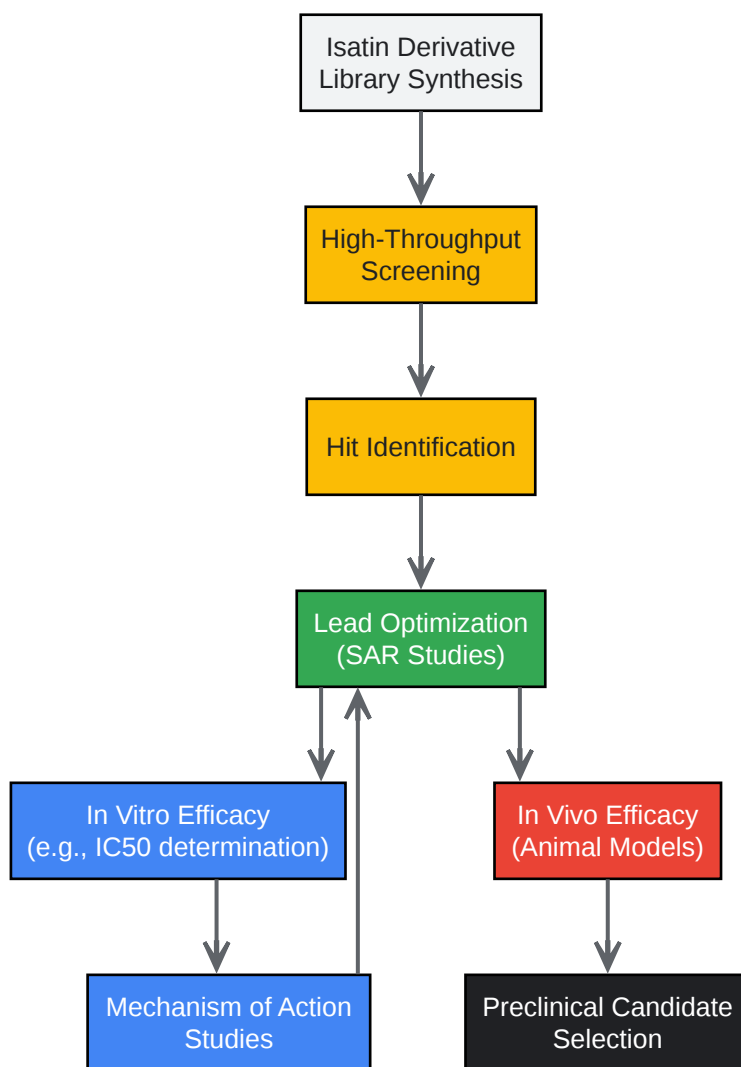 Isatin Derivative
Library Synthesis
High-Throughput
Screening
Hit Identification
Lead Optimization
(SAR Studies)
In Vitro Efficacy
(e.g., IC50 determination)
In Vivo Efficacy
(Animal Models)
Mechanism of Action
Studies
Preclinical Candidate
Selection